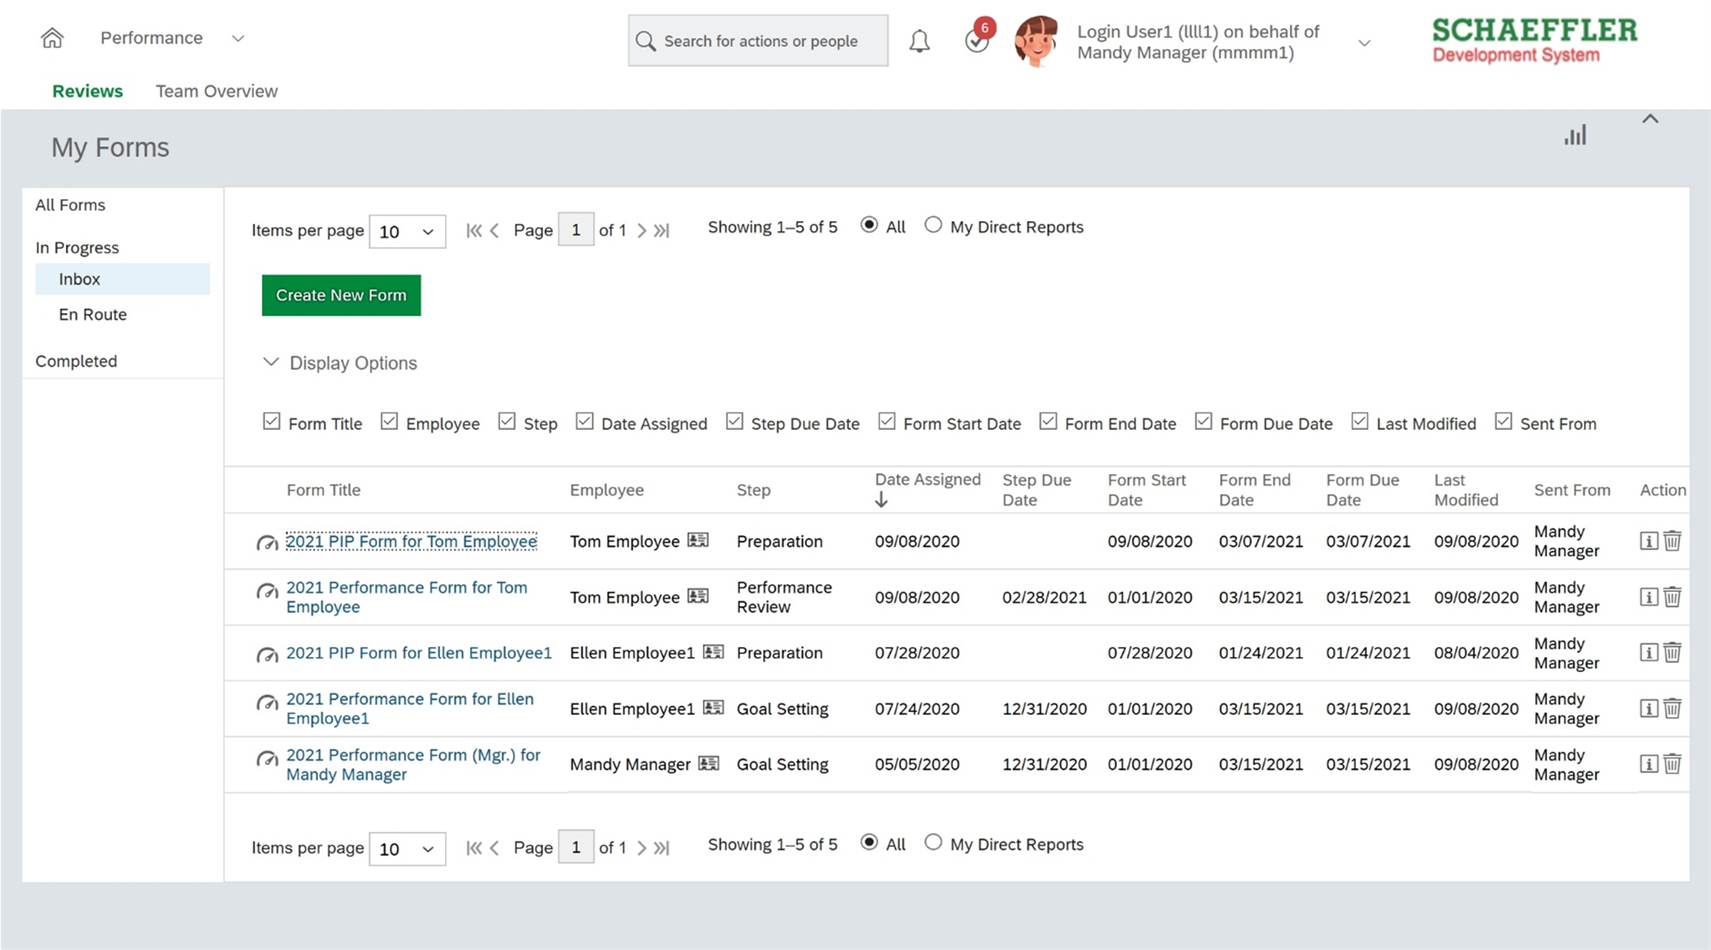 Performance
Search for actions or people
6
Login User1 (llll1) on behalf of
Mandy Manager (mmmm1)
SCHAEFFLER
Development System
Reviews
Team Overview
My Forms
All Forms
In Progress
Inbox
En Route
Completed
Items per page 10 Page 1 of 1 Showing 1–5 of 5 All My Direct Reports
Create New Form
Display Options
Form Title Employee Step Date Assigned Step Due Date Form Start Date Form End Date Form Due Date Last Modified Sent From
Form Title Employee Step Date Assigned Step Due Date Form Start Date Form End Date Form Due Date Last Modified Sent From Action
2021 PIP Form for Tom Employee Tom Employee Preparation 09/08/2020 09/08/2020 03/07/2021 03/07/2021 09/08/2020 Mandy Manager
2021 Performance Form for Tom Employee Tom Employee Performance Review 09/08/2020 02/28/2021 01/01/2020 03/15/2021 03/15/2021 09/08/2020 Mandy Manager
2021 PIP Form for Ellen Employee1 Ellen Employee1 Preparation 07/28/2020 07/28/2020 01/24/2021 01/24/2021 08/04/2020 Mandy Manager
2021 Performance Form for Ellen Employee1 Ellen Employee1 Goal Setting 07/24/2020 12/31/2020 01/01/2020 03/15/2021 03/15/2021 09/08/2020 Mandy Manager
2021 Performance Form (Mgr.) for Mandy Manager Mandy Manager Goal Setting 05/05/2020 12/31/2020 01/01/2020 03/15/2021 03/15/2021 09/08/2020 Mandy Manager
Items per page 10 Page 1 of 1 Showing 1–5 of 5 All My Direct Reports